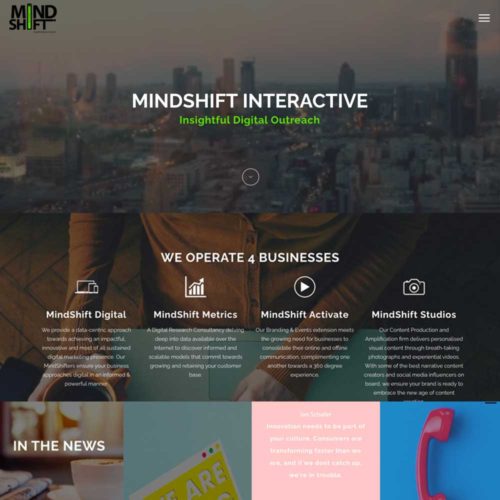 MIND
SHIFT
MINDSHIFT INTERACTIVE
Insightful Digital Outreach
WE OPERATE 4 BUSINESSES
MindShift Digital
We provide a data-centric approach
towards achieving an impactful,
innovative and most of all sustained
digital marketing presence. Our
MindShifters ensure your business
approaches digital in an informed &
powerful manner.
MindShift Metrics
A Digital Research Consultancy delving
deep into data available over the
Internet to discover informed and
scalable models that commit towards
growing and retaining your customer
base.
MindShift Activate
Our Branding & Events extension meets
the growing need for businesses to
consolidate their online and offline
communication, complimenting one
another towards a 360 degree
experience.
MindShift Studios
Our Content Production and
Amplification firm delivers personalised
visual content through breath-taking
photographs and experiential videos.
With some of the best narrative content
creators and social media influencers on
board, we ensure your brand is ready to
embrace the new age of content
IN THE NEWS
WE ARE
Ian Schafer
Innovation needs to be part of
your culture. Consumers are
transforming faster than we
are, and if we dont catch up,
we're in trouble.